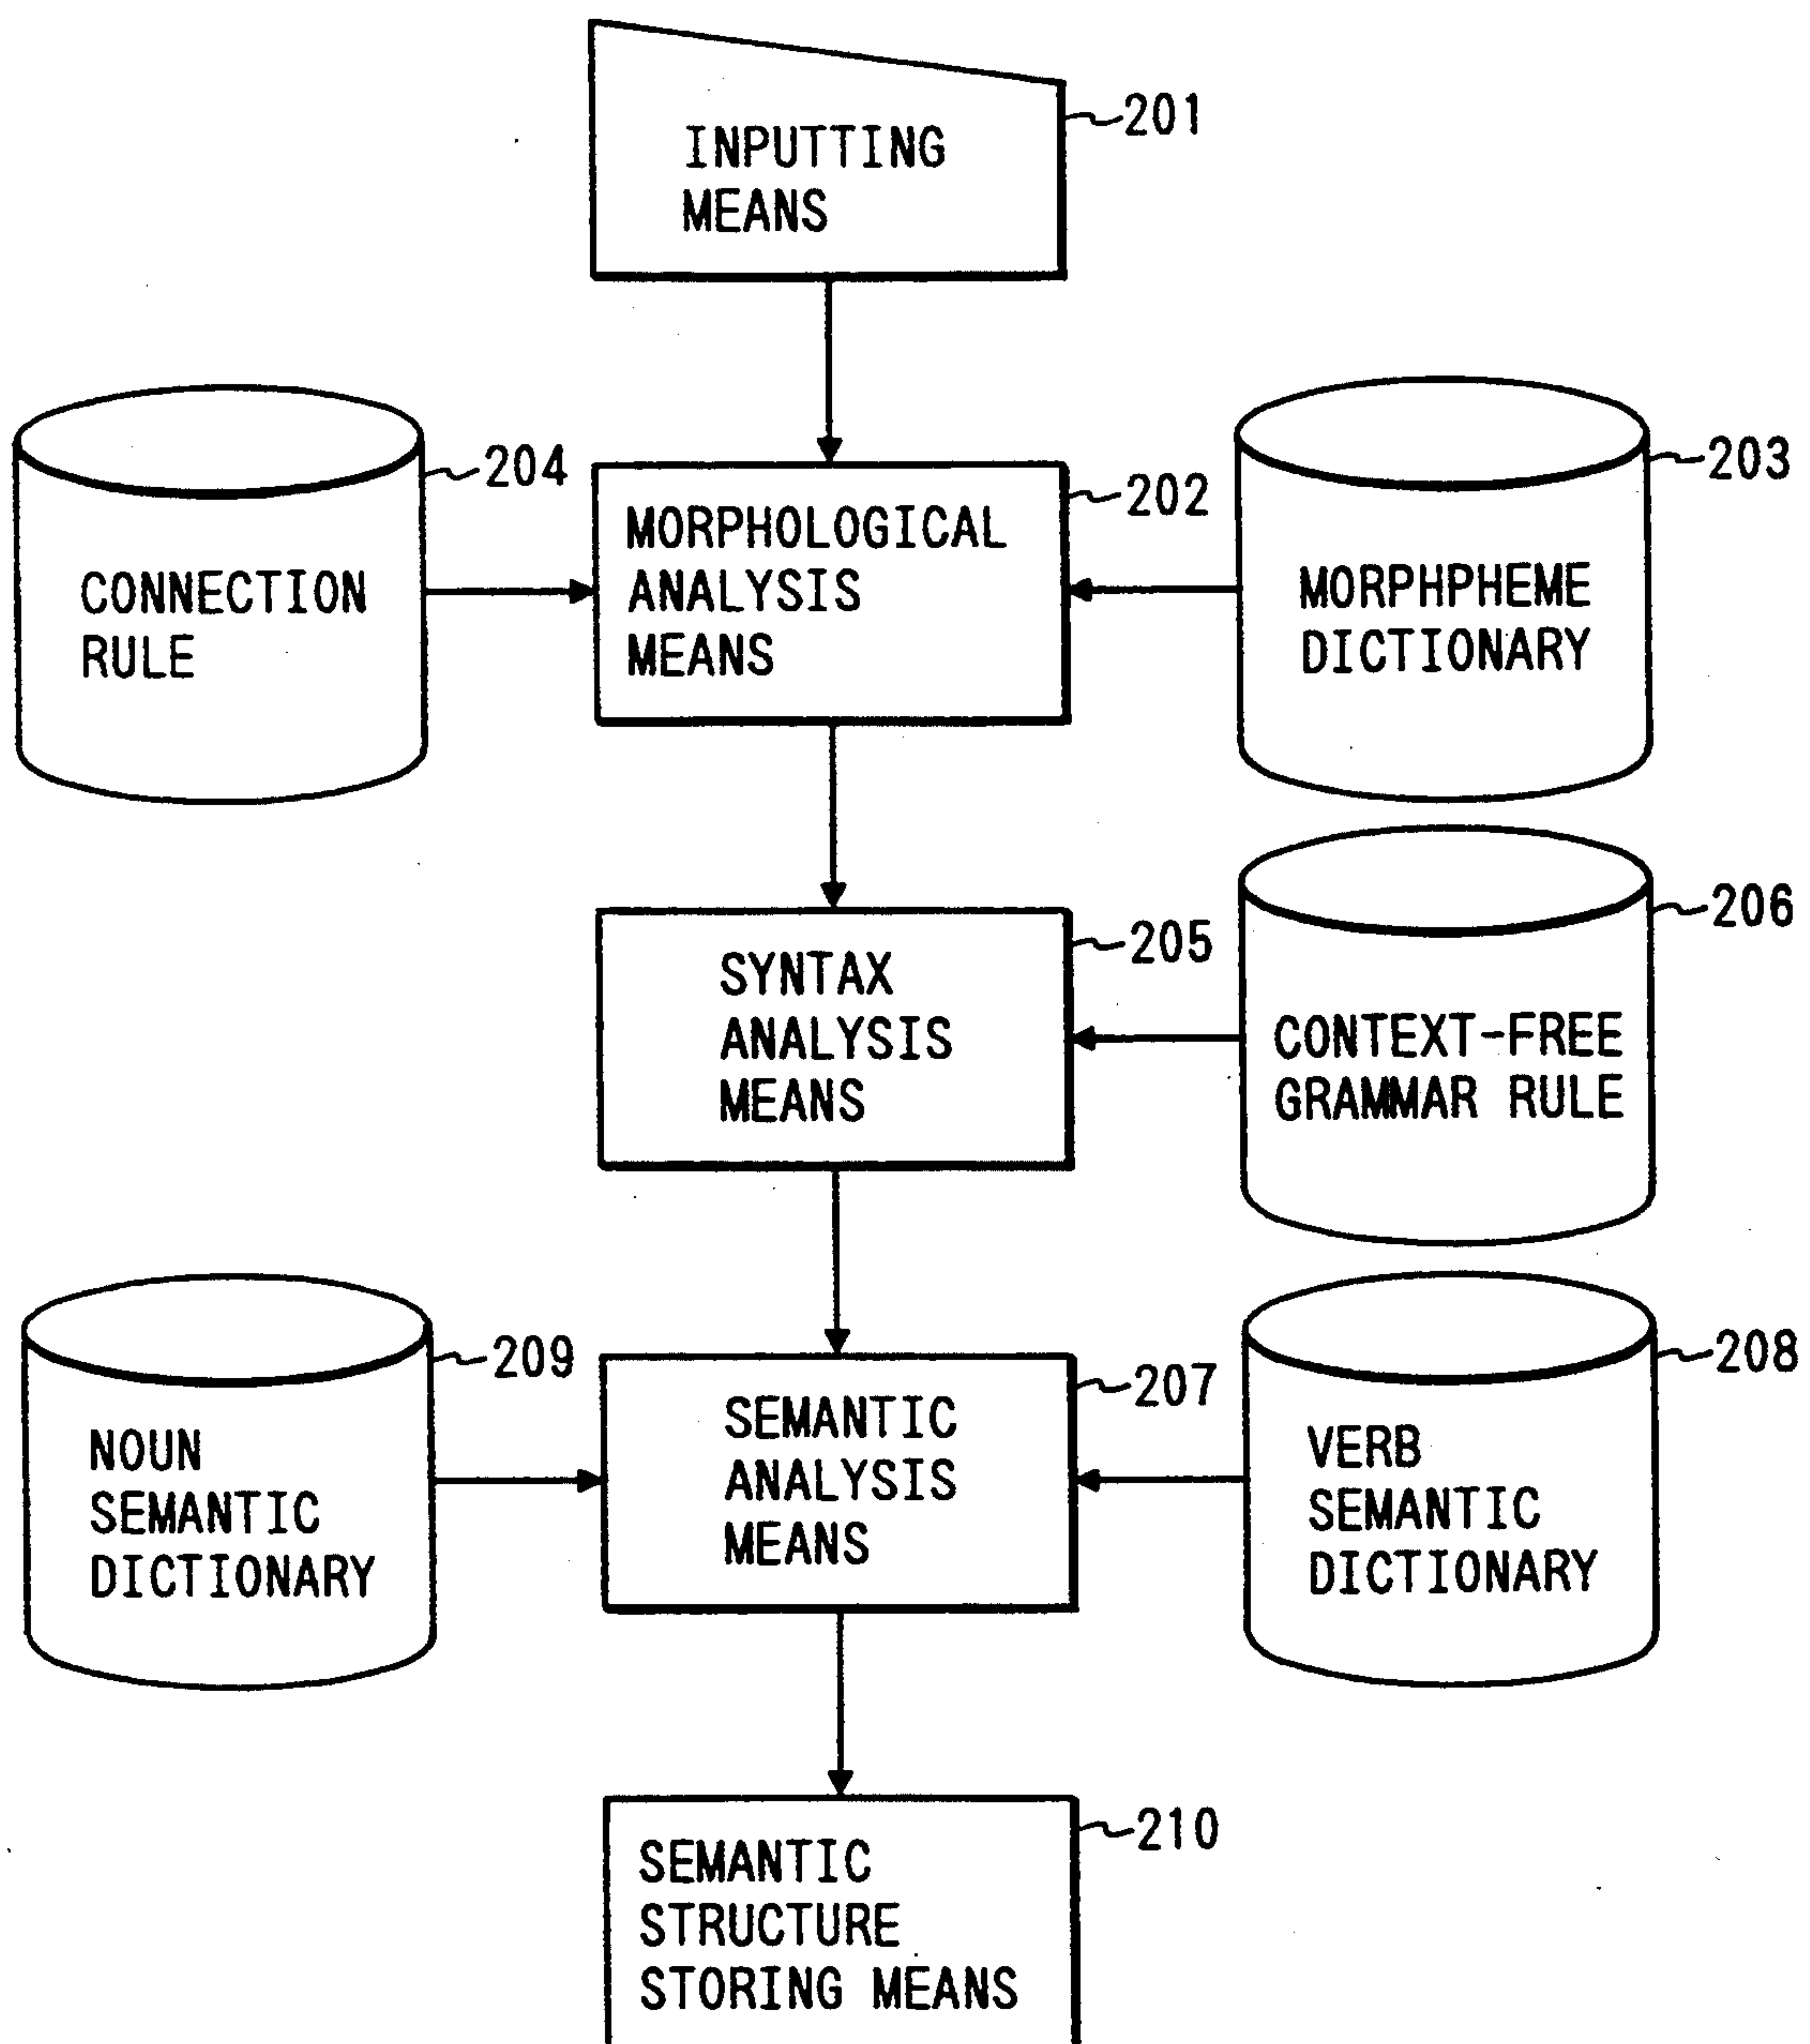 INPUTTING
MEANS
201
CONNECTION
RULE
204
MORPHOLOGICAL
ANALYSIS
MEANS
202
MORPHPHEME
DICTIONARY
203
SYNTAX
ANALYSIS
MEANS
205
CONTEXT-FREE
GRAMMAR RULE
206
NOUN
SEMANTIC
DICTIONARY
209
SEMANTIC
ANALYSIS
MEANS
207
VERB
SEMANTIC
DICTIONARY
208
SEMANTIC
STRUCTURE
STORING MEANS
210